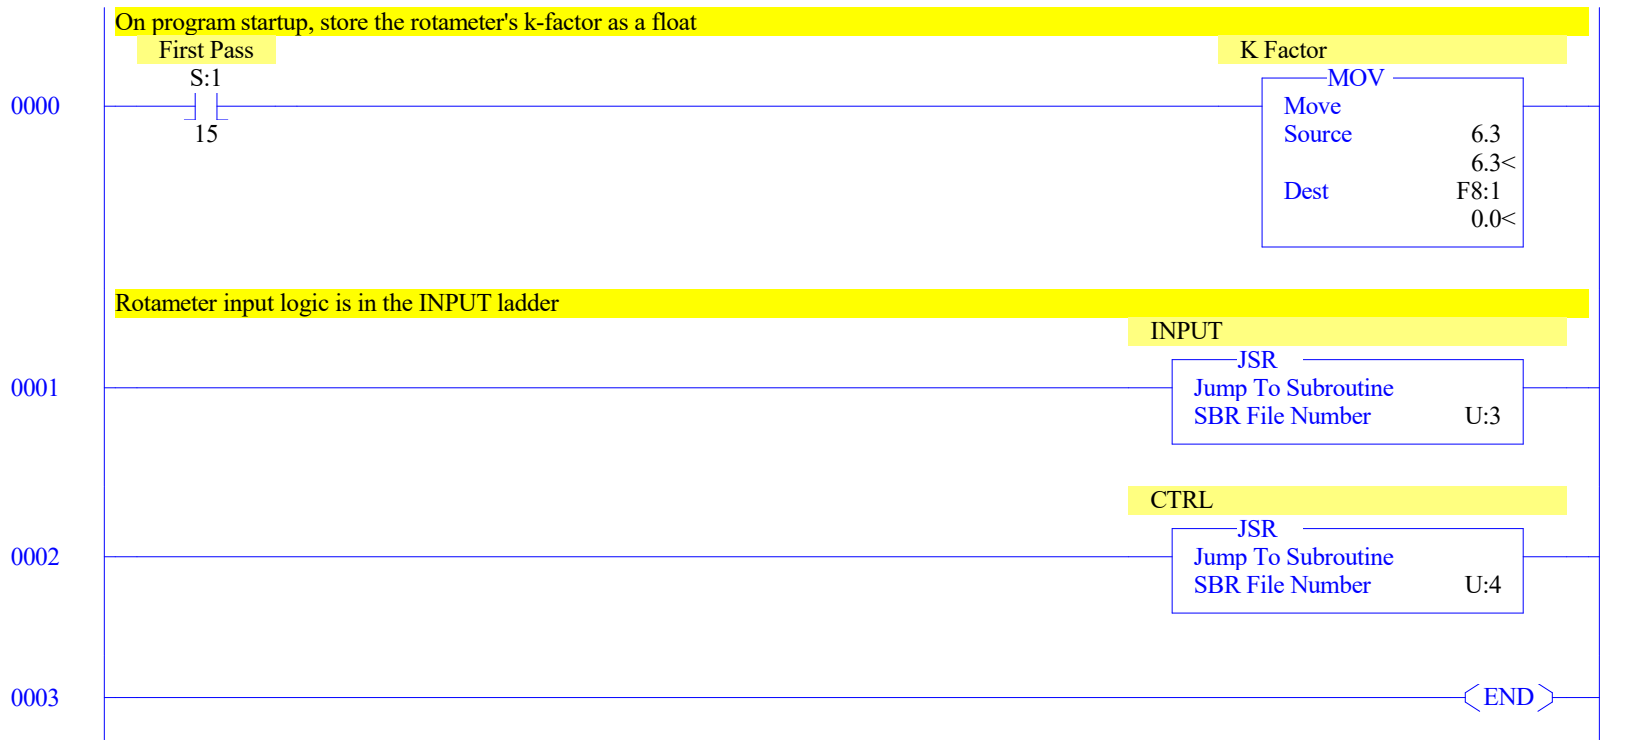 On program startup, store the rotameter's k-factor as a float
First Pass
K Factor
S:1
MOV
0000
Move
15
Source 6.3
6.3<
Dest F8:1
0.0<
Rotameter input logic is in the INPUT ladder
INPUT
JSR
0001
Jump To Subroutine
SBR File Number U:3
CTRL
JSR
0002
Jump To Subroutine
SBR File Number U:4
0003
END